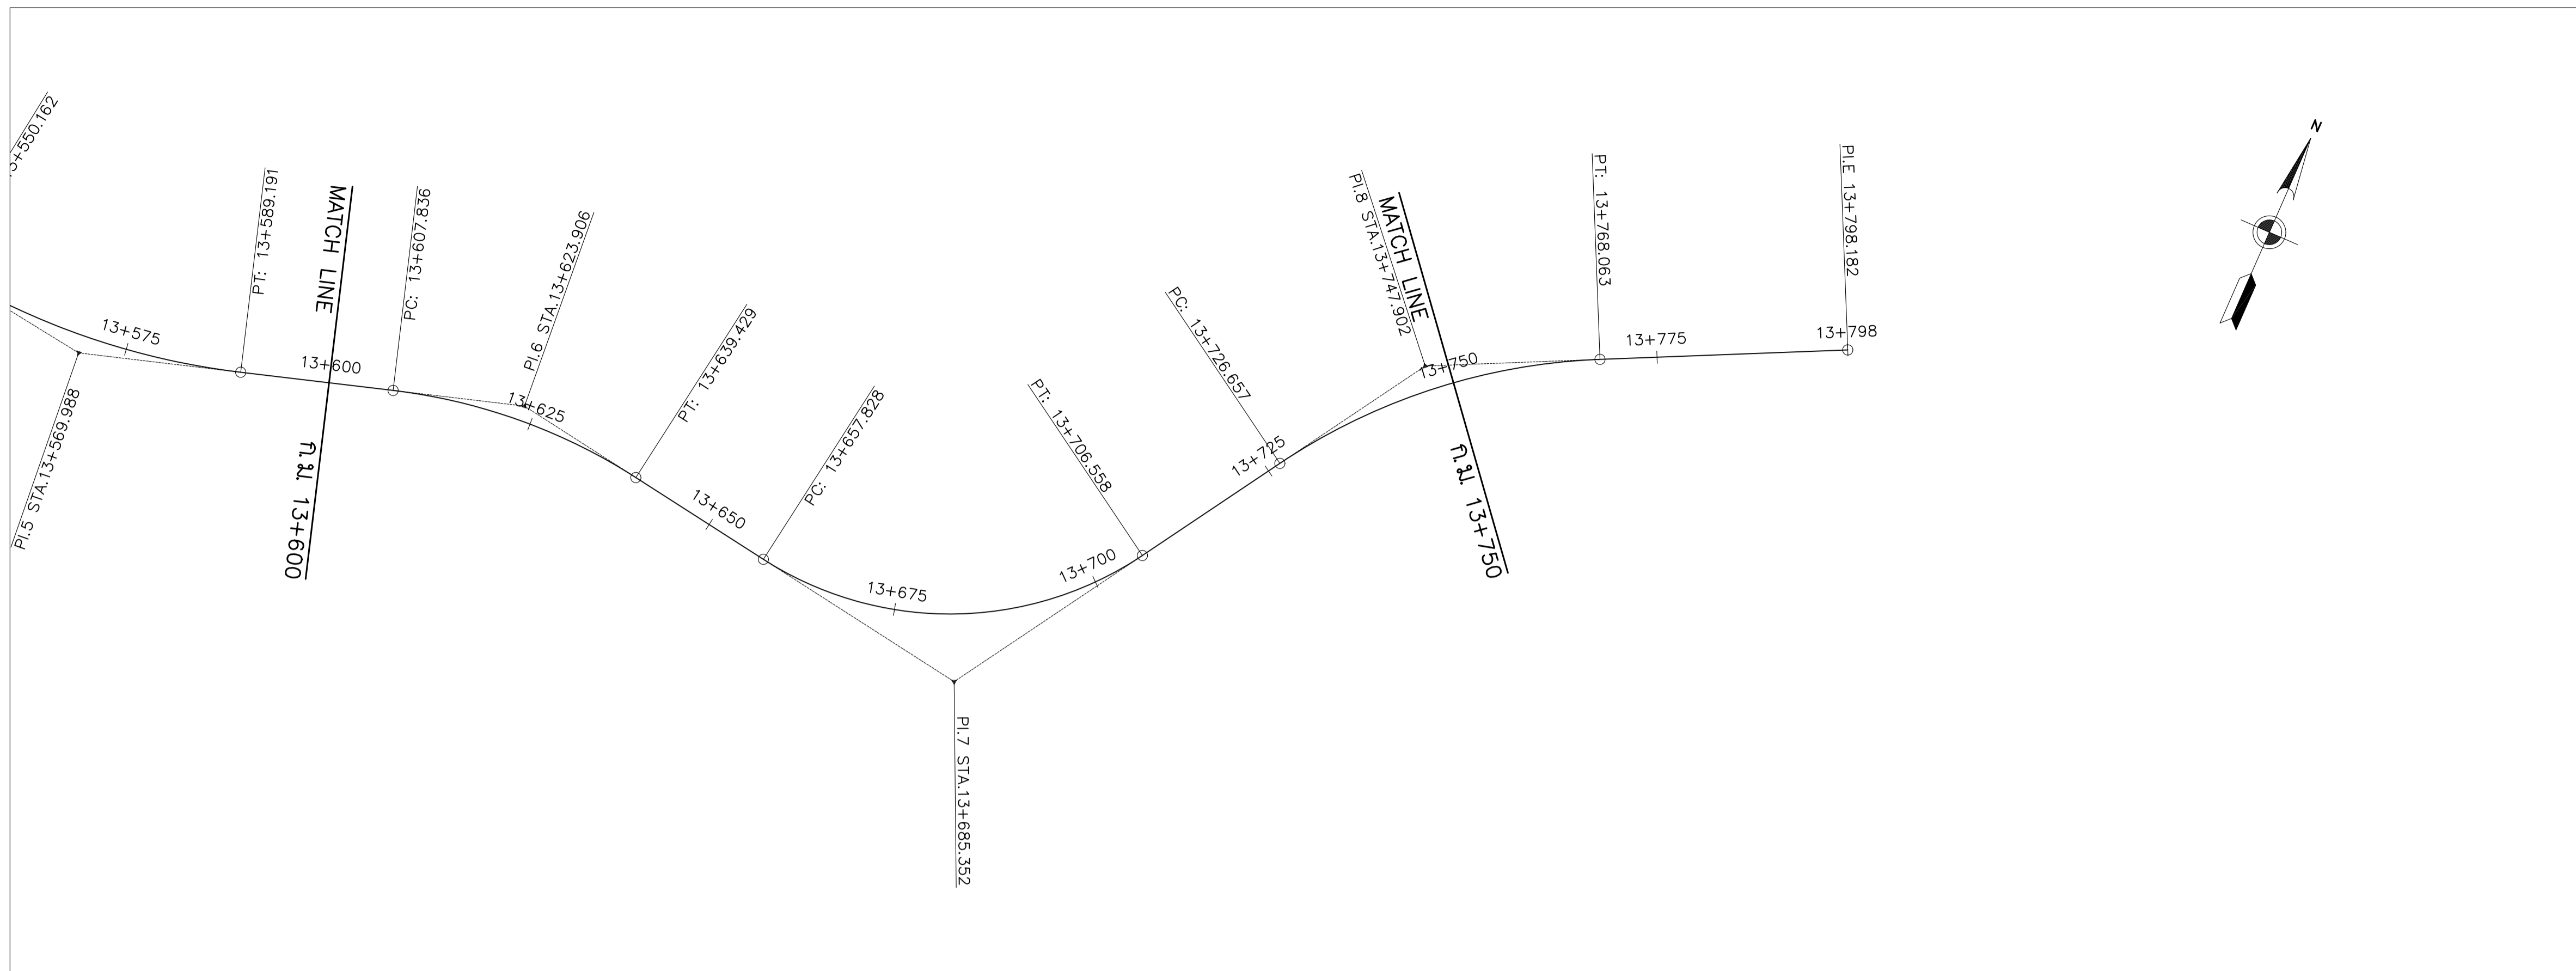 3+550.162
PT: 13+589.191
MATCH LINE
PC: 13+607.836
PI.6 STA.13+623.906
PT: 13+639.429
PC: 13+657.828
PT: 13+706.558
PC: 13+726.657
PI.8 STA.13+747.902
MATCH LINE
PT: 13+768.063
PI.E 13+798.182
N
13+575
13+600
13+625
13+650
13+675
13+700
13+725
13+750
13+775
13+798
PI.5 STA.13+569.988
ก.ม. 13+600
ก.ม. 13+750
PI.7 STA.13+685.352